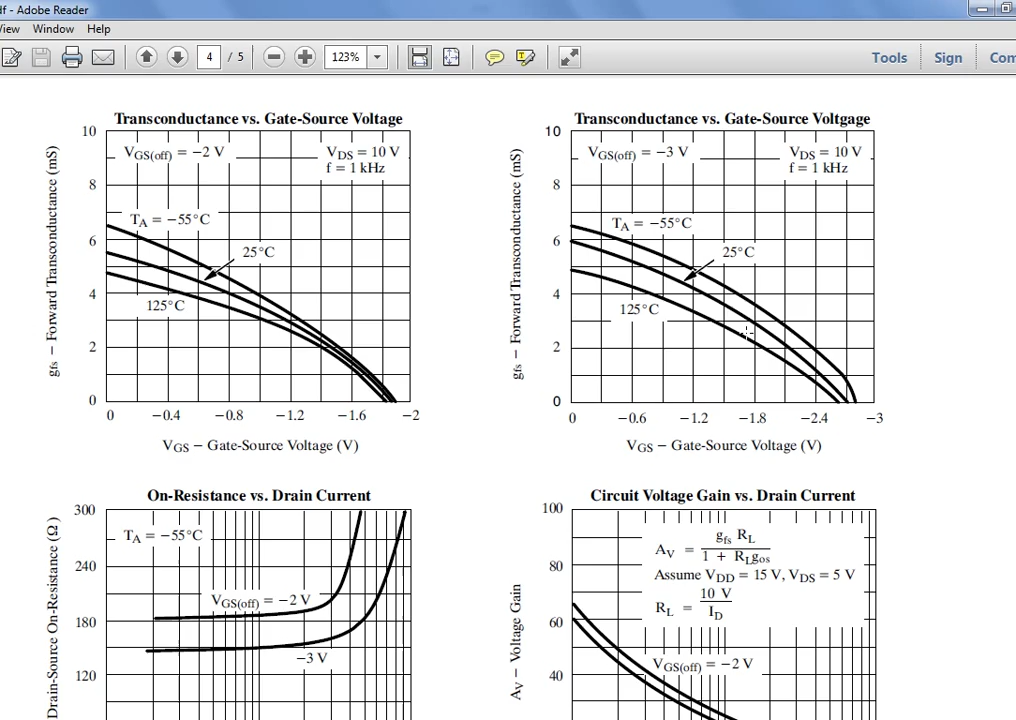 df - Adobe Reader
View Window Help
4 / 5 123% Tools Sign Com
Transconductance vs. Gate-Source Voltage
10
8
6
4
2
0
gfs – Forward Transconductance (mS)
VGS(off) = −2 V
VDS = 10 V
f = 1 kHz
TA = −55°C
25°C
125°C
0 −0.4 −0.8 −1.2 −1.6 −2
VGS – Gate-Source Voltage (V)
Transconductance vs. Gate-Source Voltgage
10
8
6
4
2
0
gfs – Forward Transconductance (mS)
VGS(off) = −3 V
VDS = 10 V
f = 1 kHz
TA = −55°C
25°C
125°C
0 −0.6 −1.2 −1.8 −2.4 −3
VGS – Gate-Source Voltage (V)
On-Resistance vs. Drain Current
300
240
180
120
Drain-Source On-Resistance (Ω )
TA = −55°C
VGS(off) = −2 V
−3 V
Circuit Voltage Gain vs. Drain Current
100
80
60
40
AV – Voltage Gain
AV = gfs RL / 1 + RLgos
Assume VDD = 15 V, VDS = 5 V
RL = 10 V / ID
VGS(off) = −2 V